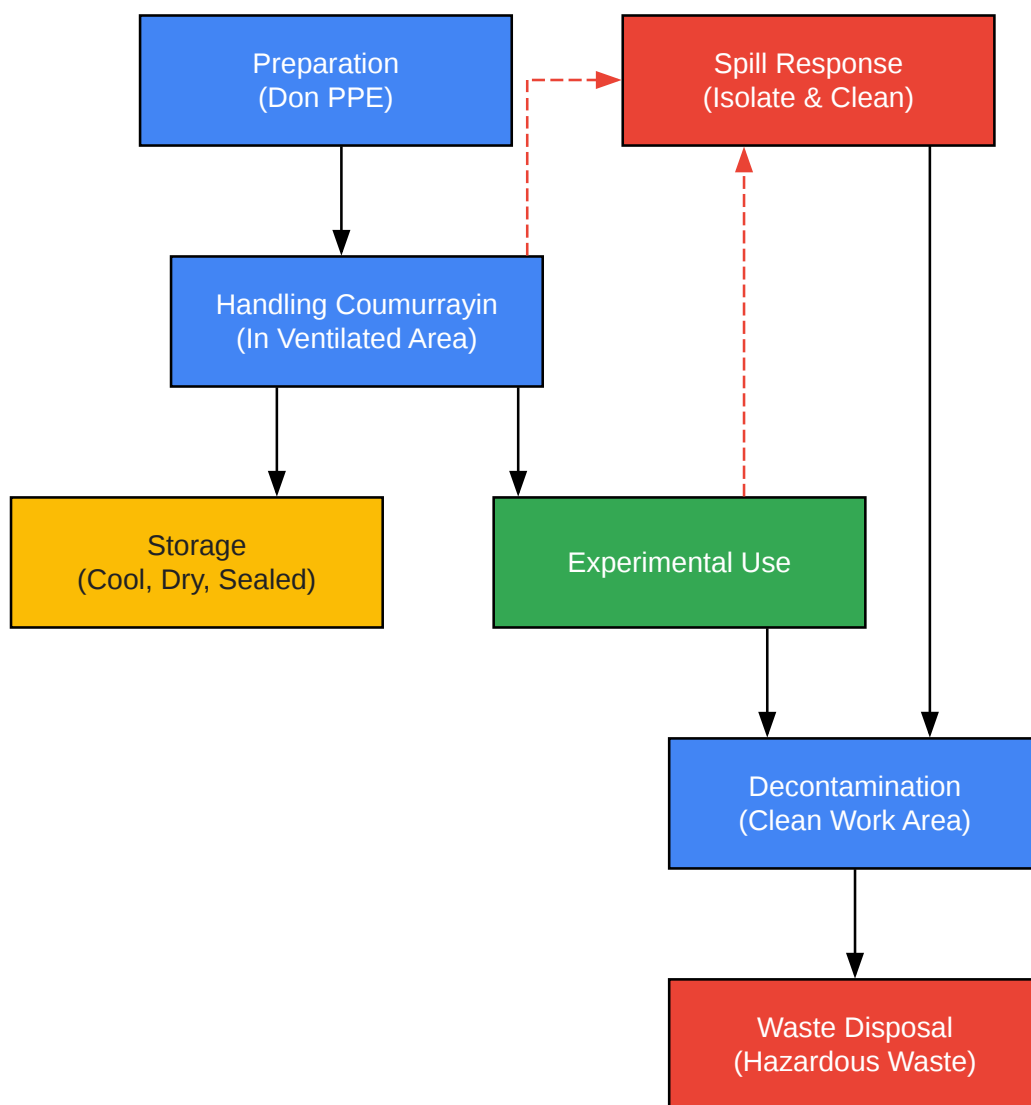 Preparation
(Don PPE)
Spill Response
(Isolate & Clean)
Handling Coumurrayin
(In Ventilated Area)
Storage
(Cool, Dry, Sealed)
Experimental Use
Decontamination
(Clean Work Area)
Waste Disposal
(Hazardous Waste)